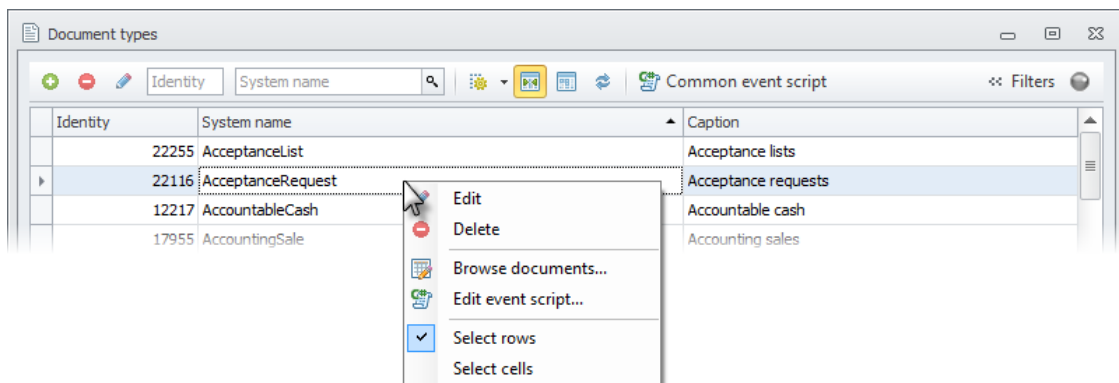 Document types
Identity System name C# Common event script « Filters
Identity System name Caption
22255 AcceptanceList Acceptance lists
22116 AcceptanceRequest Acceptance requests
12217 AccountableCash Accountable cash
17955 AccountingSale Accounting sales
Edit
Delete
Browse documents...
C# Edit event script...
Select rows
Select cells